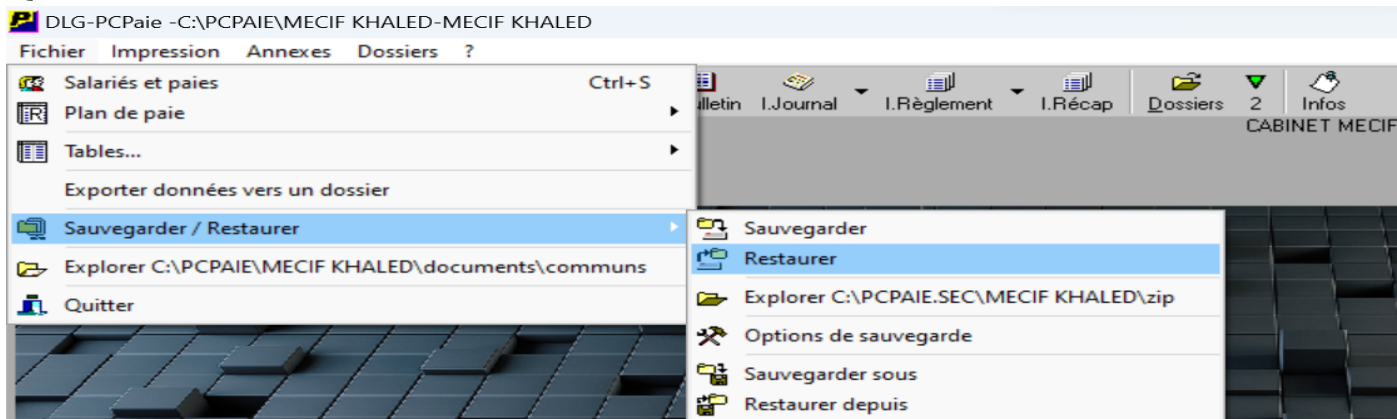 DLG-PCPaie -C:\PCPAIE\MECIF KHALED-MECIF KHALED
Fichier Impression Annexes Dossiers ?
Salariés et paies Ctrl+S
Plan de paie
Tables...
Exporter données vers un dossier
Sauvegarder / Restaurer
Explorer C:\PCPAIE\MECIF KHALED\documents\communs
Quitter
I.Journal I.Règlement I.Récap Dossiers 2 Infos
CABINET MECIF
Sauvegarder
Restaurer
Explorer C:\PCPAIE.SEC\MECIF KHALED\zip
Options de sauvegarde
Sauvegarder sous
Restaurer depuis